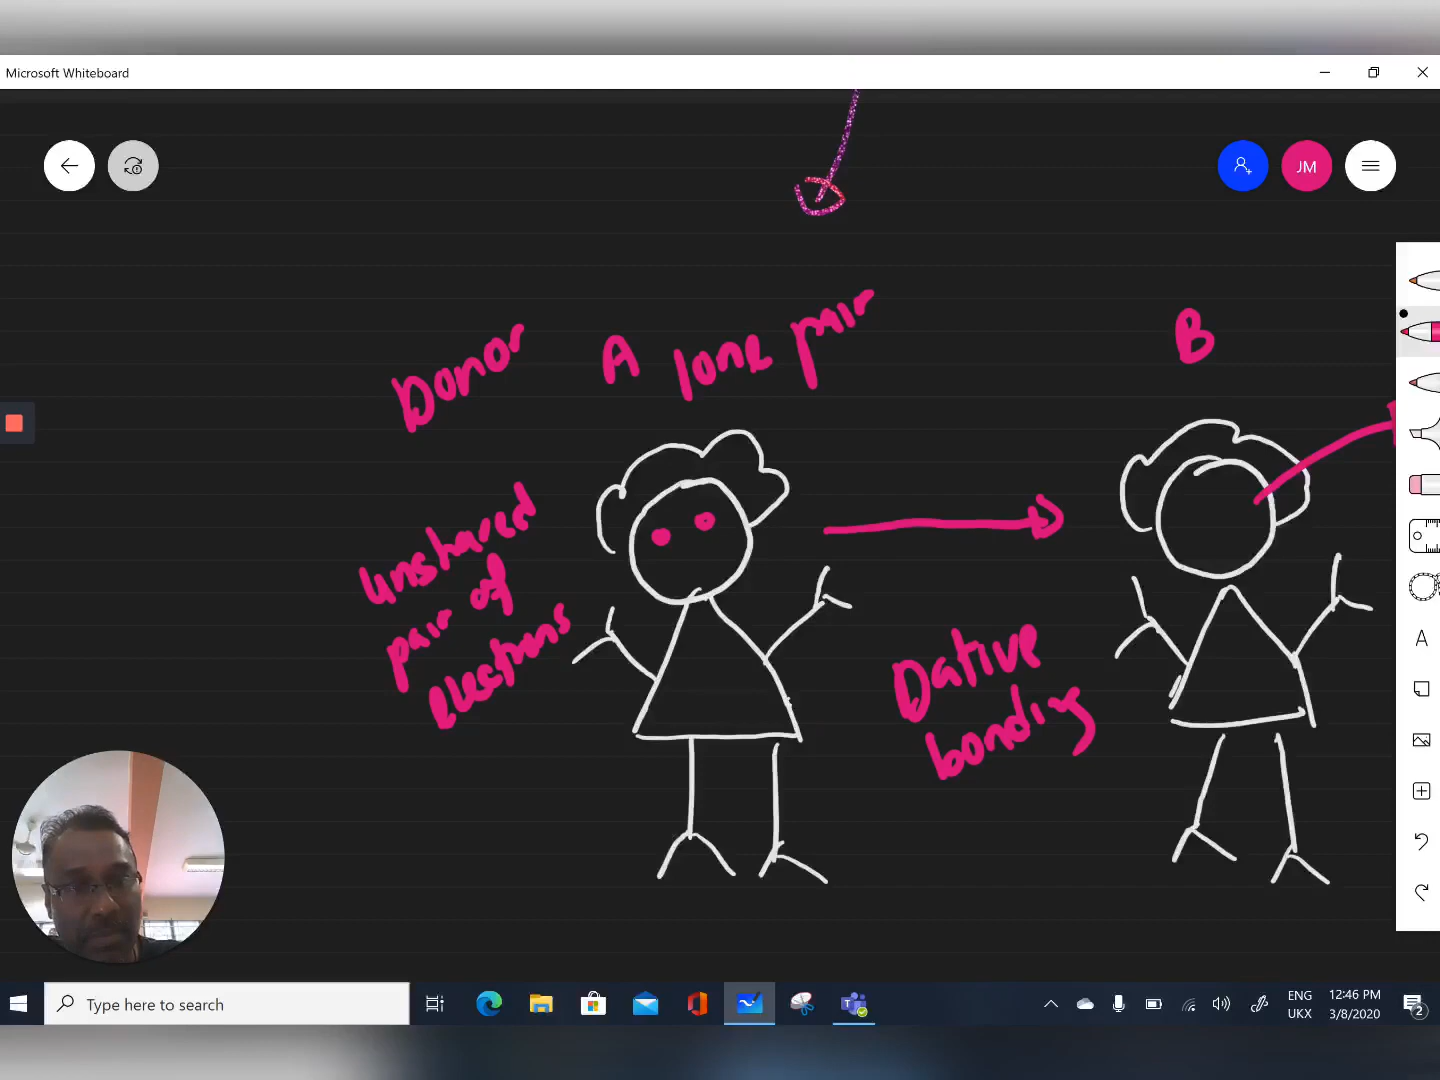 Microsoft Whiteboard
JM
Donor
A
lone pair
B
unshared
pair of
electrons
Dative
bonding
A
Type here to search
ENG
UKX
12:46 PM
3/8/2020
2